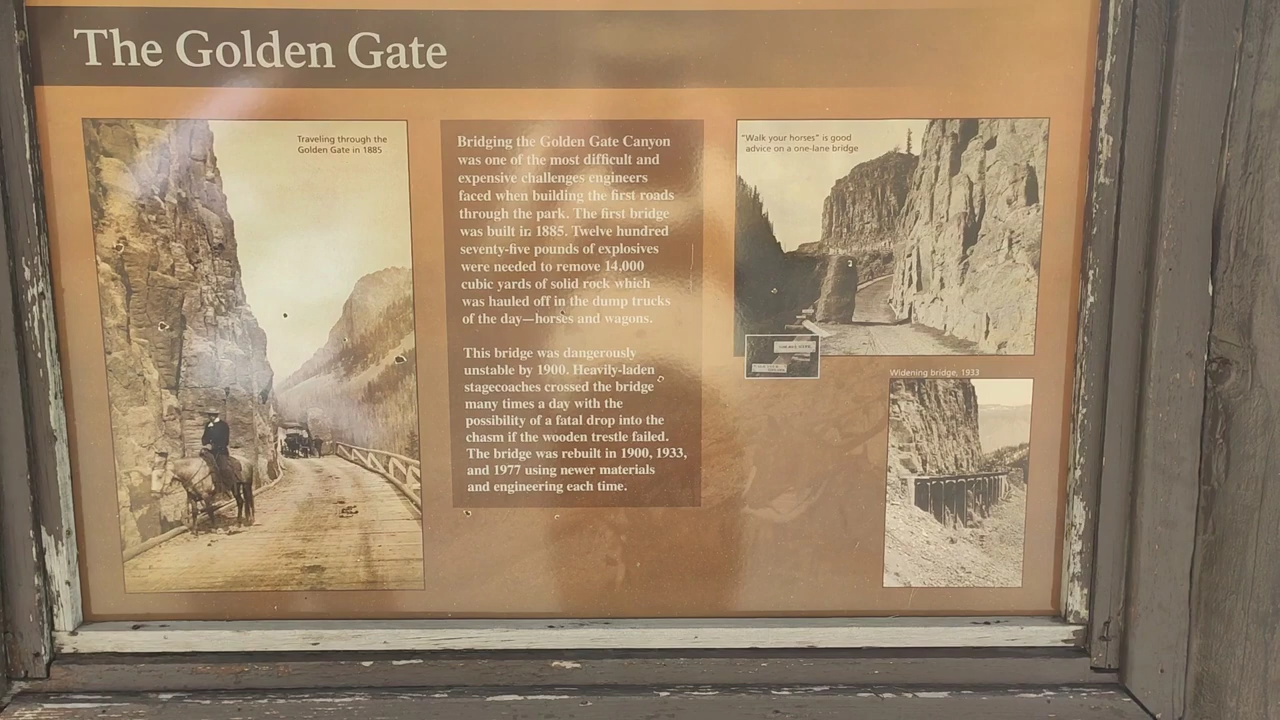 The Golden Gate
Traveling through the
Golden Gate in 1885
Bridging the Golden Gate Canyon
was one of the most difficult and
expensive challenges engineers
faced when building the first roads
through the park. The first bridge
was built in 1885. Twelve hundred
seventy-five pounds of explosives
were needed to remove 14,000
cubic yards of solid rock which
was hauled off in the dump trucks
of the day—horses and wagons.
This bridge was dangerously
unstable by 1900. Heavily-laden
stagecoaches crossed the bridge
many times a day with the
possibility of a fatal drop into the
chasm if the wooden trestle failed.
The bridge was rebuilt in 1900, 1933,
and 1977 using newer materials
and engineering each time.
"Walk your horses" is good
advice on a one-lane bridge
Widening bridge, 1933